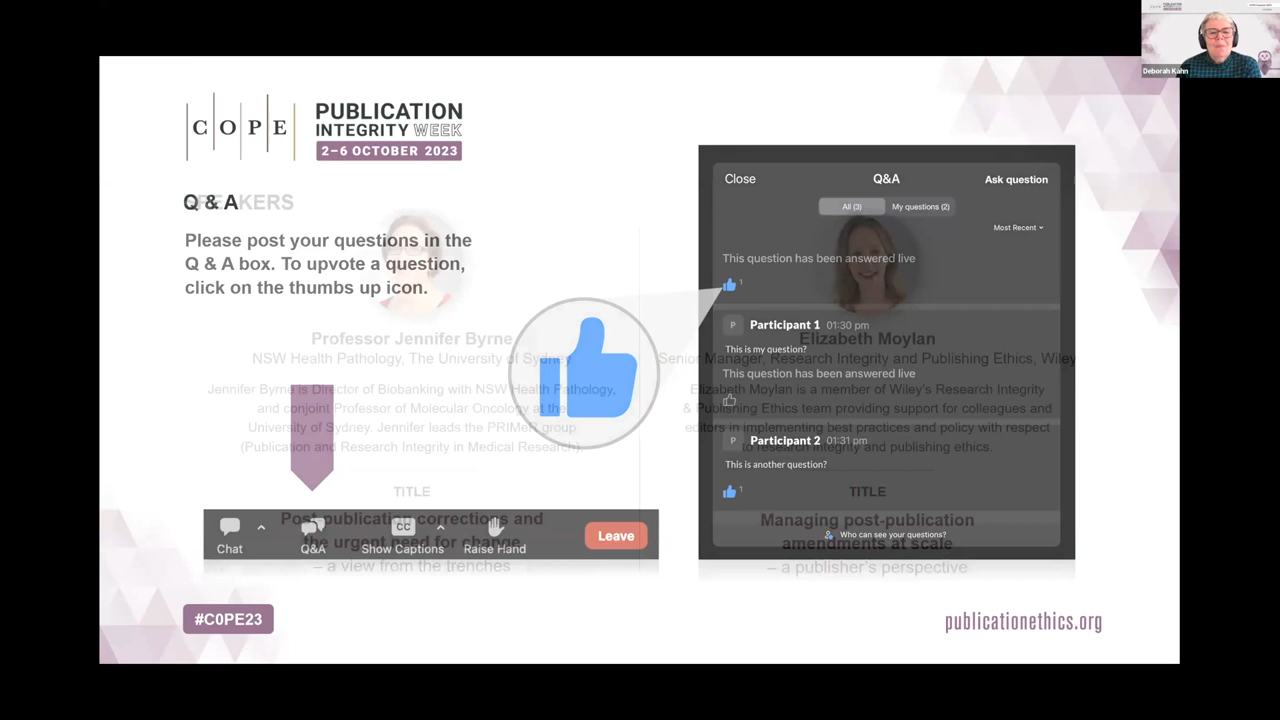 Deborah Kahn
COPE
PUBLICATION
INTEGRITY WEEK
2–6 OCTOBER 2023
Q & A
SPEAKERS
Please post your questions in the
Q & A box. To upvote a question,
click on the thumbs up icon.
Professor Jennifer Byrne
NSW Health Pathology, The University of Sydney
Jennifer Byrne is Director of Biobanking with NSW Health Pathology,
and conjoint Professor of Molecular Oncology at the
University of Sydney. Jennifer leads the PRIMeR group
(Publication and Research Integrity in Medical Research)
TITLE
Post-publication corrections and
the urgent need for change
– a view from the trenches
Chat
Q&A
CC
Show Captions
Raise Hand
Leave
Close
Q&A
Ask question
All (3)
My questions (2)
Most Recent
This question has been answered live
1
P
Participant 1 01:30 pm
This is my question?
This question has been answered live
P
Participant 2 01:31 pm
This is another question?
1
Who can see your questions?
Elizabeth Moylan
Senior Manager, Research Integrity and Publishing Ethics, Wiley
Elizabeth Moylan is a member of Wiley's Research Integrity
& Publishing Ethics team providing support for colleagues and
editors in implementing best practices and policy with respect
to research integrity and publishing ethics.
TITLE
Managing post-publication
amendments at scale
– a publisher's perspective
#C0PE23
publicationethics.org